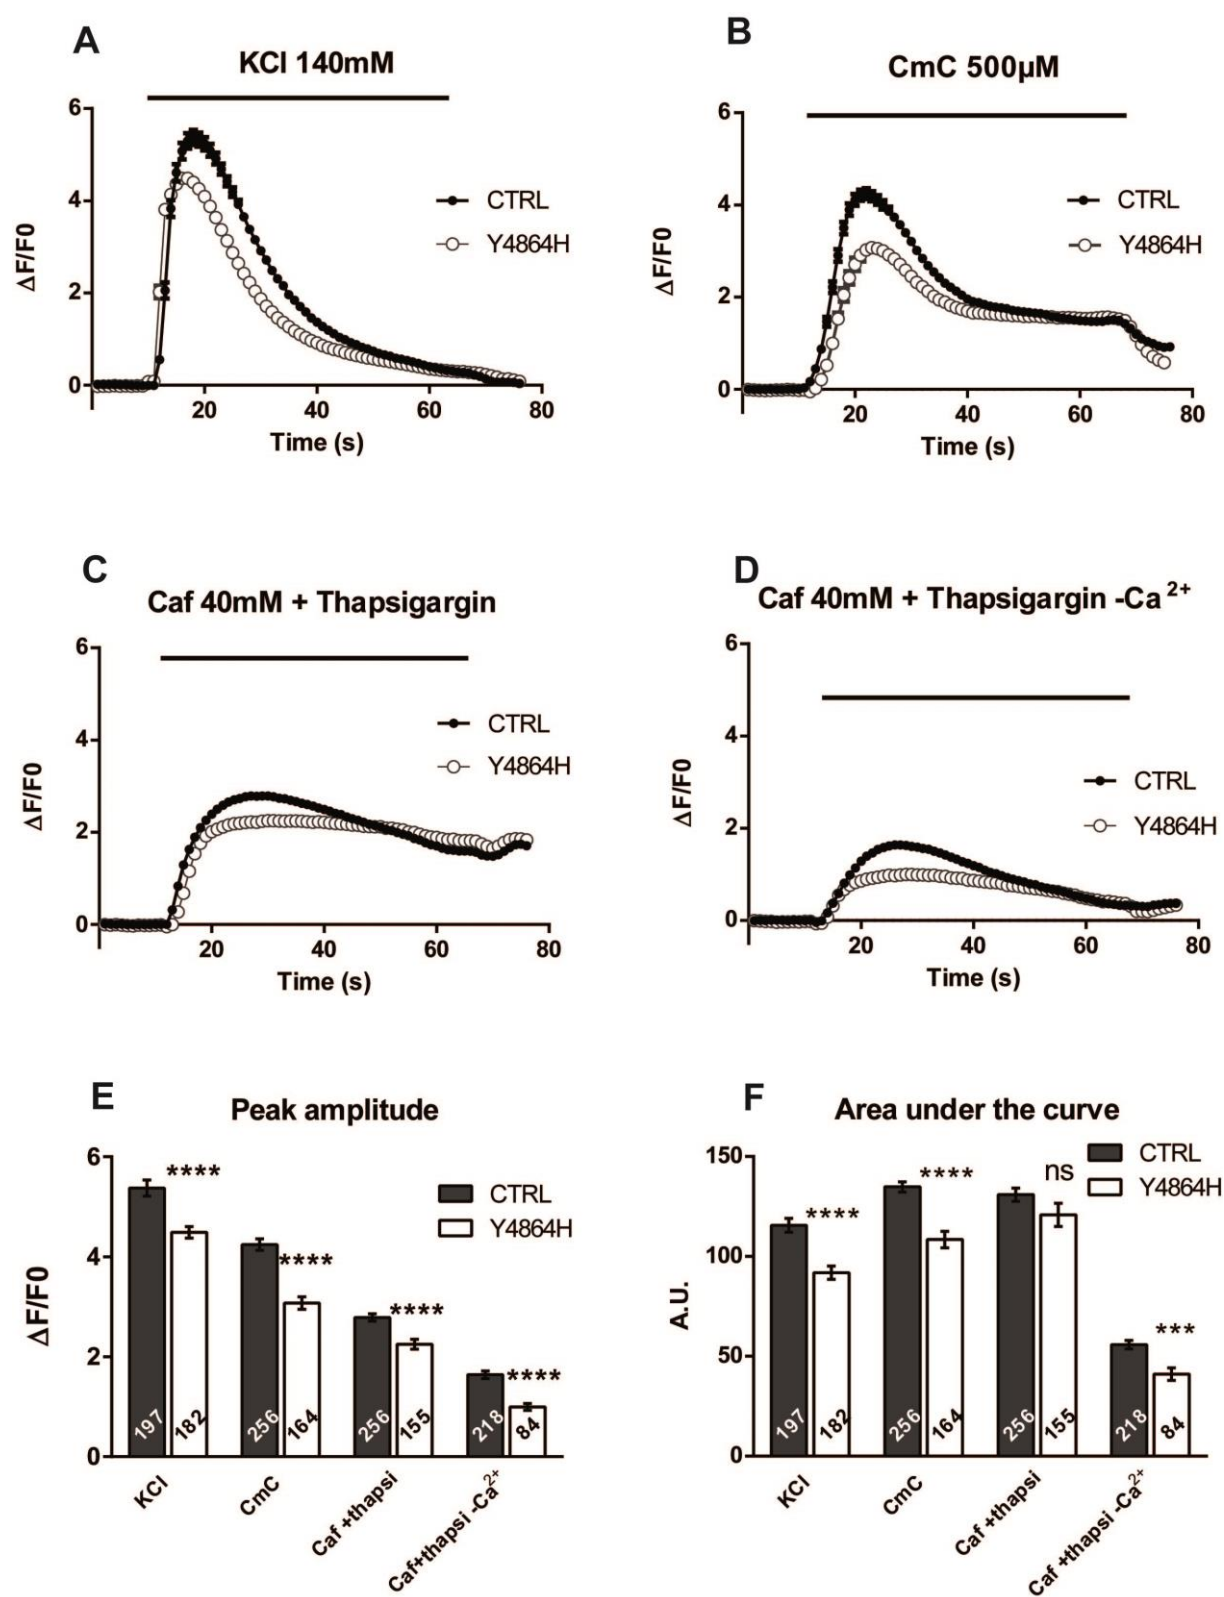 A
KCl 140mM
6
4
2
0
ΔF/F0
CTRL
Y4864H
20 40 60 80
Time (s)
B
CmC 500µM
6
4
2
0
ΔF/F0
CTRL
Y4864H
20 40 60 80
Time (s)
C
Caf 40mM + Thapsigargin
6
4
2
0
ΔF/F0
CTRL
Y4864H
20 40 60 80
Time (s)
D
Caf 40mM + Thapsigargin -Ca²⁺
6
4
2
0
ΔF/F0
CTRL
Y4864H
20 40 60 80
Time (s)
E
Peak amplitude
6
4
2
0
ΔF/F0
CTRL
Y4864H
**** **** **** ****
197 182 256 164 256 155 218 84
KCl
CmC
Caf +thapsi
Caf+thapsi -Ca²⁺
F
Area under the curve
150
100
50
0
A.U.
CTRL
Y4864H
**** **** ns ***
197 182 256 164 256 155 218 84
KCl
CmC
Caf +thapsi
Caf +thapsi -Ca²⁺